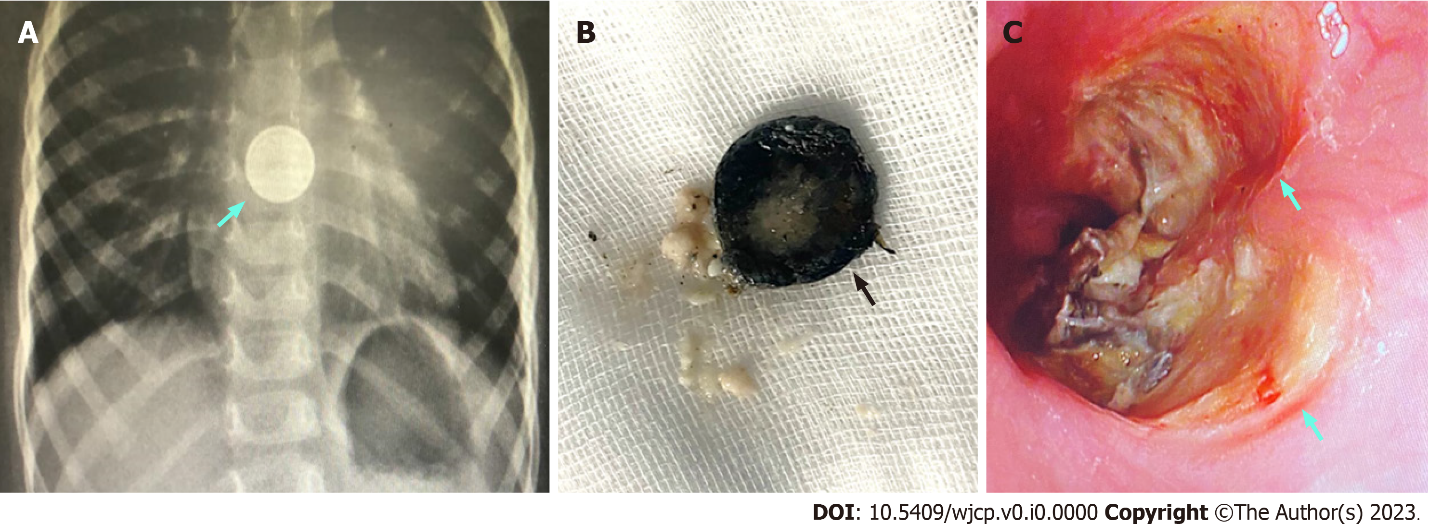 A
B
C
DOI: 10.5409/wjcp.v0.i0.0000 Copyright ©The Author(s) 2023.